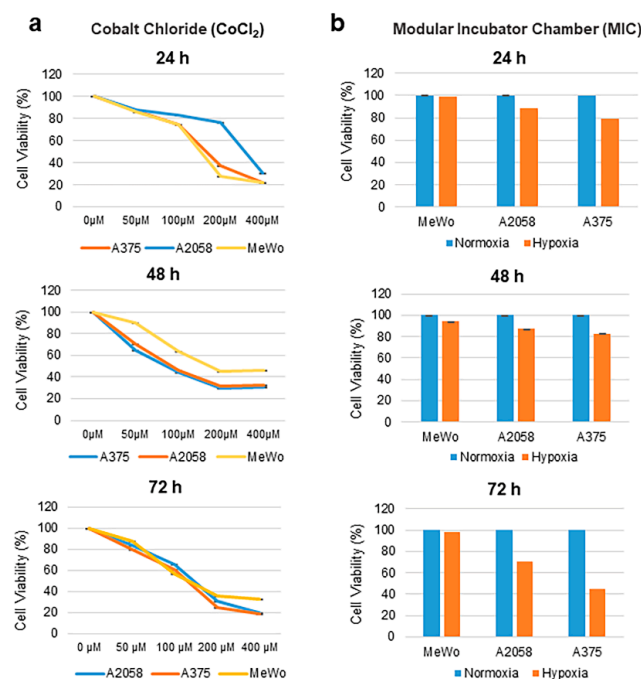 a
Cobalt Chloride (CoCl₂)
24 h
Cell Viability (%)
120
100
80
60
40
20
0
0µM 50µM 100µM 200µM 400µM
A375 A2058 MeWo
48 h
Cell Viability (%)
120
100
80
60
40
20
0
0µM 50µM 100µM 200µM 400µM
A375 A2058 MeWo
72 h
Cell Viability (%)
120
100
80
60
40
20
0
0 µM 50 µM 100 µM 200 µM 400 µM
A2058 A375 MeWo
b
Modular Incubator Chamber (MIC)
24 h
Cell Viability (%)
120
100
80
60
40
20
0
MeWo A2058 A375
Normoxia Hypoxia
48 h
Cell Viability (%)
120
100
80
60
40
20
0
MeWo A2058 A375
Normoxia Hypoxia
72 h
Cell Viability (%)
120
100
80
60
40
20
0
MeWo A2058 A375
Normoxia Hypoxia